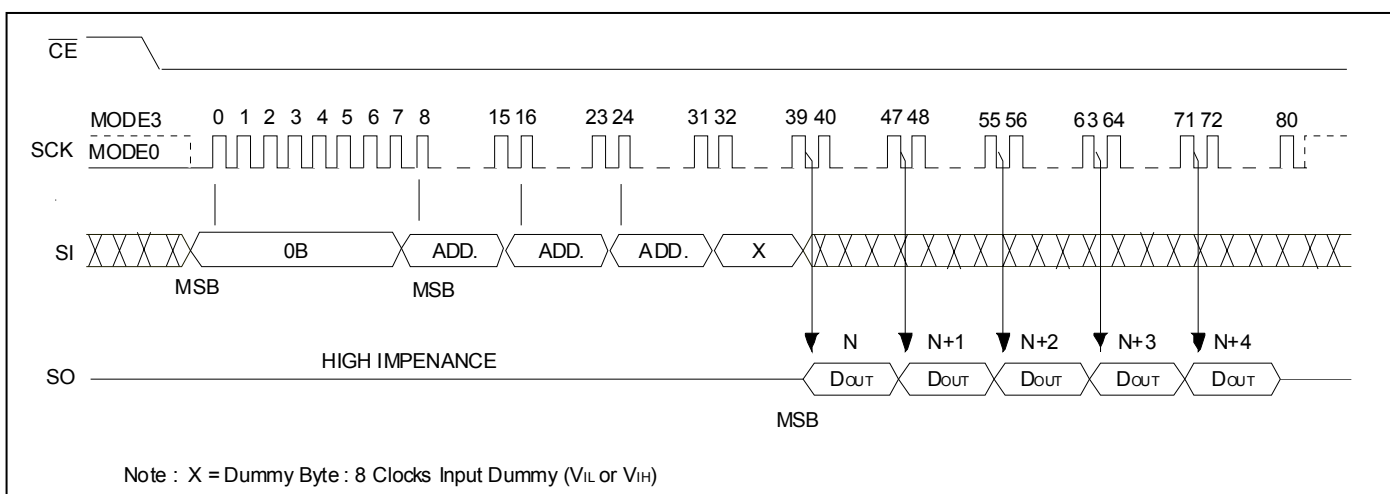 CE
MODE3 0 1 2 3 4 5 6 7 8 15 16 23 24 31 32 39 40 47 48 55 56 63 64 71 72 80
SCK MODE0
SI 0B ADD. ADD. ADD. X
MSB MSB
N N+1 N+2 N+3 N+4
HIGH IMPENANCE
SO DOUT DOUT DOUT DOUT DOUT
MSB
Note : X = Dummy Byte : 8 Clocks Input Dummy (VIL or VIH)